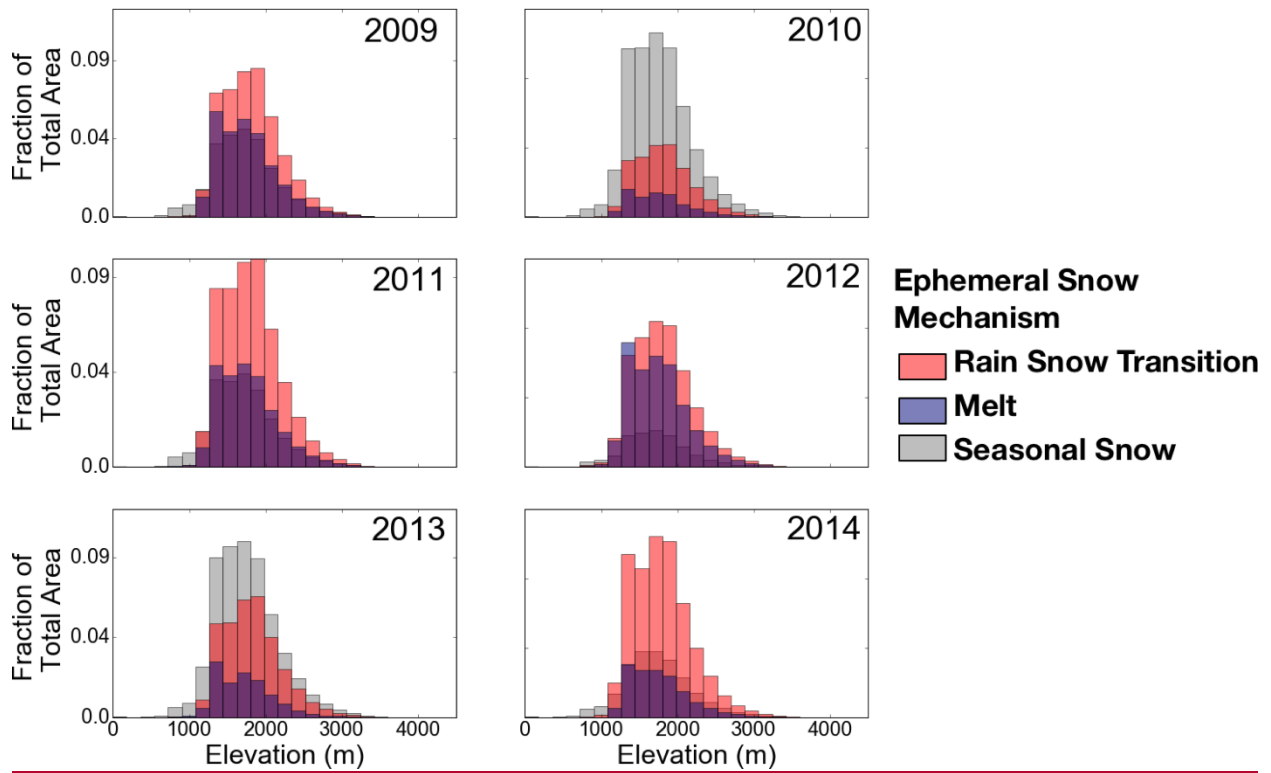 2009
2010
Fraction of
Total Area
0.09
0.04
0.0
2011
2012
Fraction of
Total Area
0.09
0.04
0.0
Ephemeral Snow
Mechanism
Rain Snow Transition
Melt
Seasonal Snow
2013
2014
Fraction of
Total Area
0.09
0.04
0.0
0 1000 2000 3000 4000
0 1000 2000 3000 4000
Elevation (m)
Elevation (m)